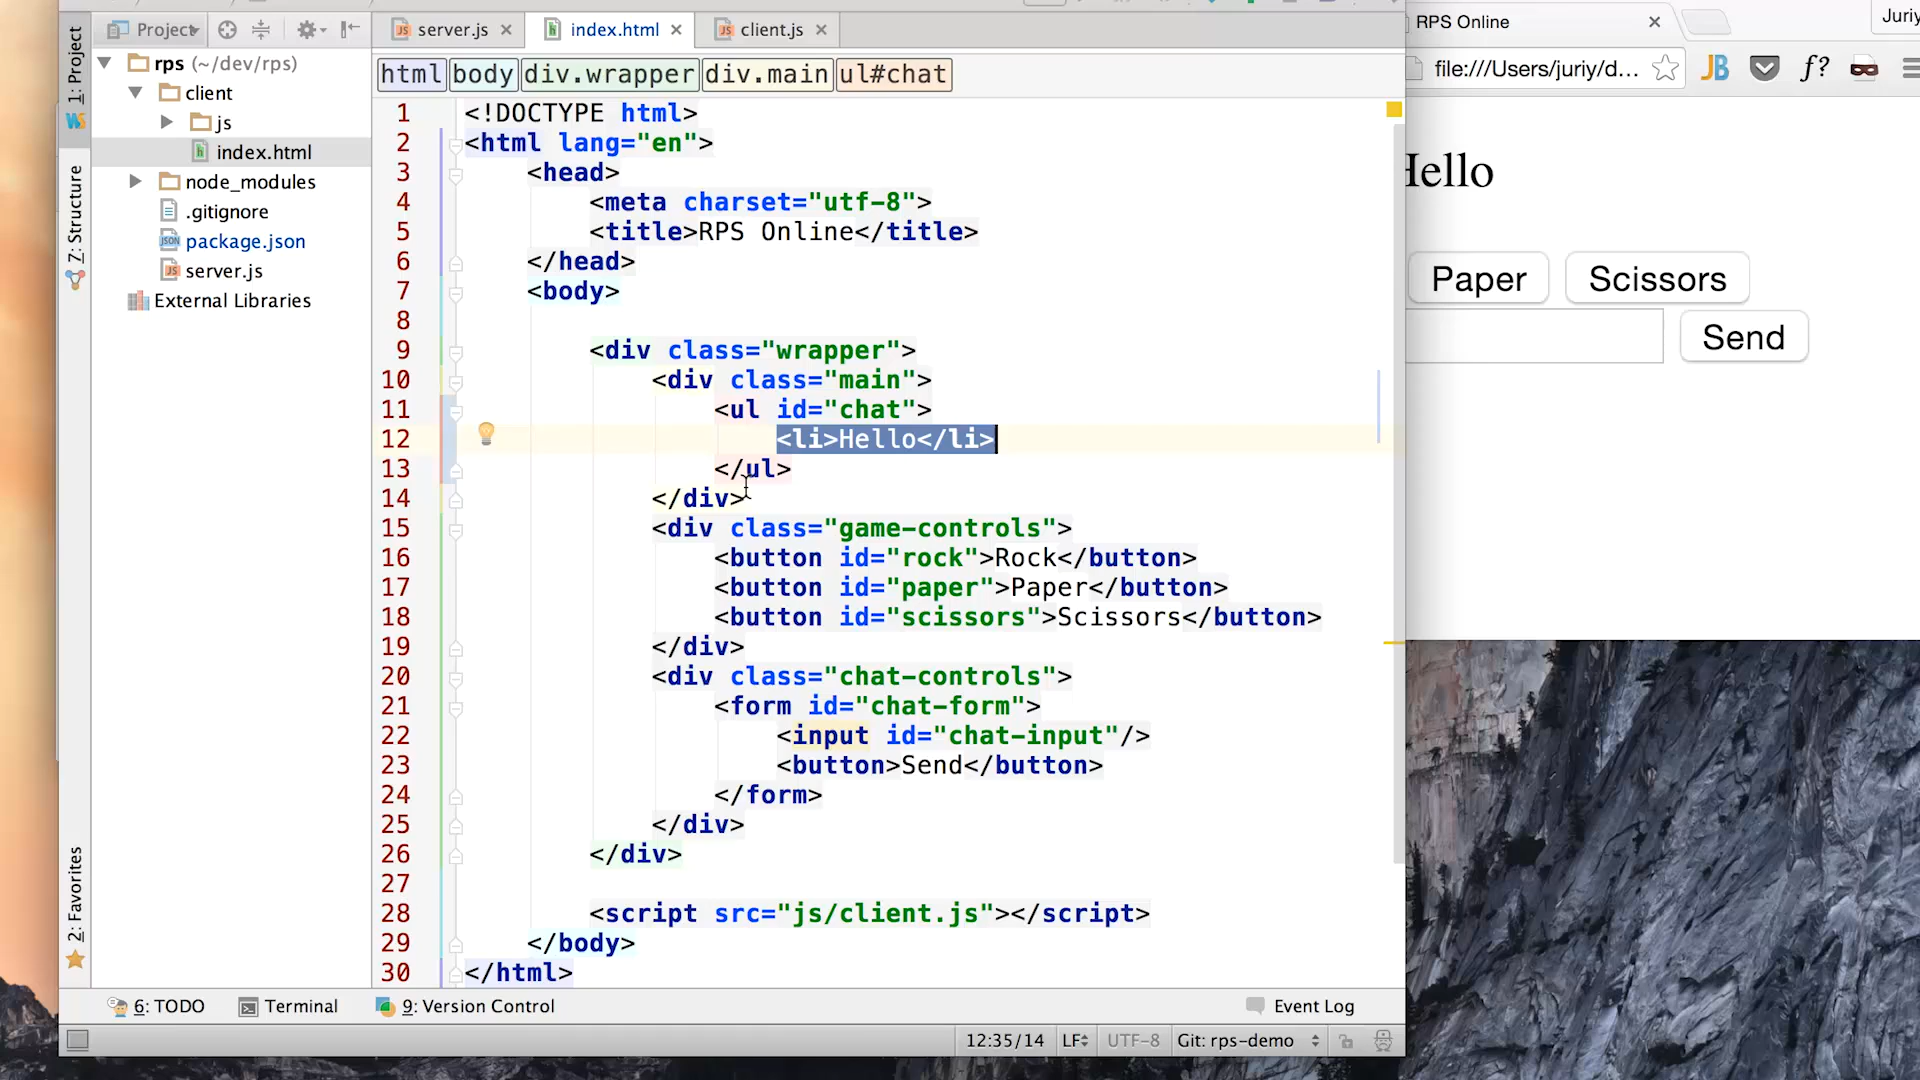 1: Project
Project
server.js
index.html
client.js
RPS Online
Juriy
rps (~/dev/rps)
html
body
div.wrapper
div.main
ul#chat
file:///Users/juriy/d...
JB
f?
client
js
index.html
node_modules
.gitignore
package.json
server.js
External Libraries
7: Structure
2: Favorites
1 <!DOCTYPE html>
2 <html lang="en">
3 <head>
4 <meta charset="utf-8">
5 <title>RPS Online</title>
6 </head>
7 <body>
8
9 <div class="wrapper">
10 <div class="main">
11 <ul id="chat">
12 <li>Hello</li>
13 </ul>
14 </div>
15 <div class="game-controls">
16 <button id="rock">Rock</button>
17 <button id="paper">Paper</button>
18 <button id="scissors">Scissors</button>
19 </div>
20 <div class="chat-controls">
21 <form id="chat-form">
22 <input id="chat-input"/>
23 <button>Send</button>
24 </form>
25 </div>
26 </div>
27
28 <script src="js/client.js"></script>
29 </body>
30 </html>
Hello
Paper
Scissors
Send
6: TODO
Terminal
9: Version Control
Event Log
12:35/14
LF
UTF-8
Git: rps-demo